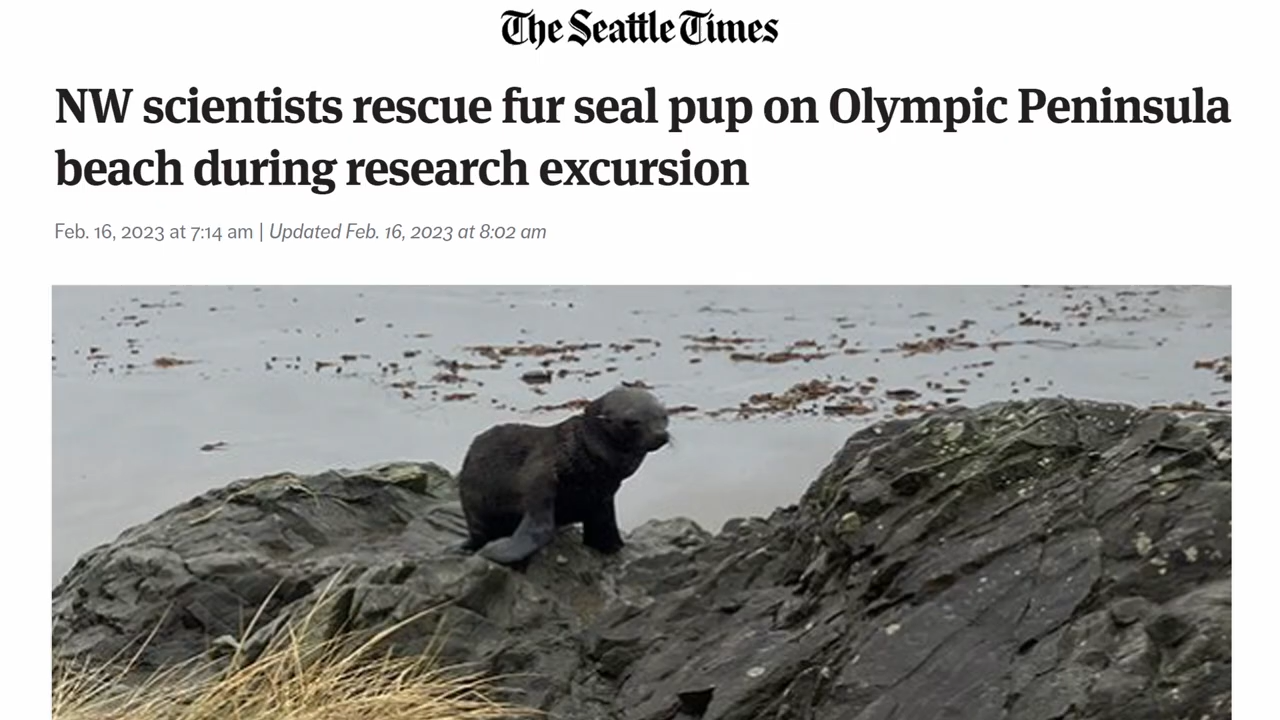 The Seattle Times
NW scientists rescue fur seal pup on Olympic Peninsula
beach during research excursion
Feb. 16, 2023 at 7:14 am | Updated Feb. 16, 2023 at 8:02 am